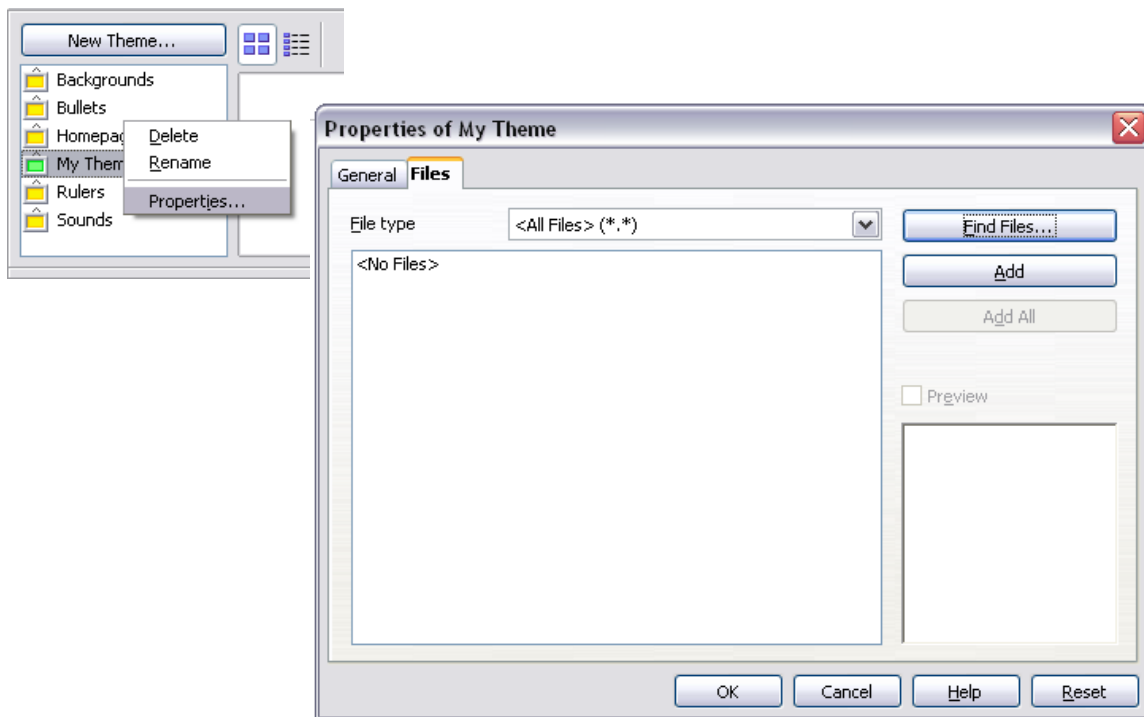 New Theme...
Backgrounds
Bullets
Homepag
My Them
Rulers
Sounds
Delete
Rename
Properties...
Properties of My Theme
General Files
File type <All Files> (*.*)
<No Files>
Find Files...
Add
Add All
Preview
OK Cancel Help Reset